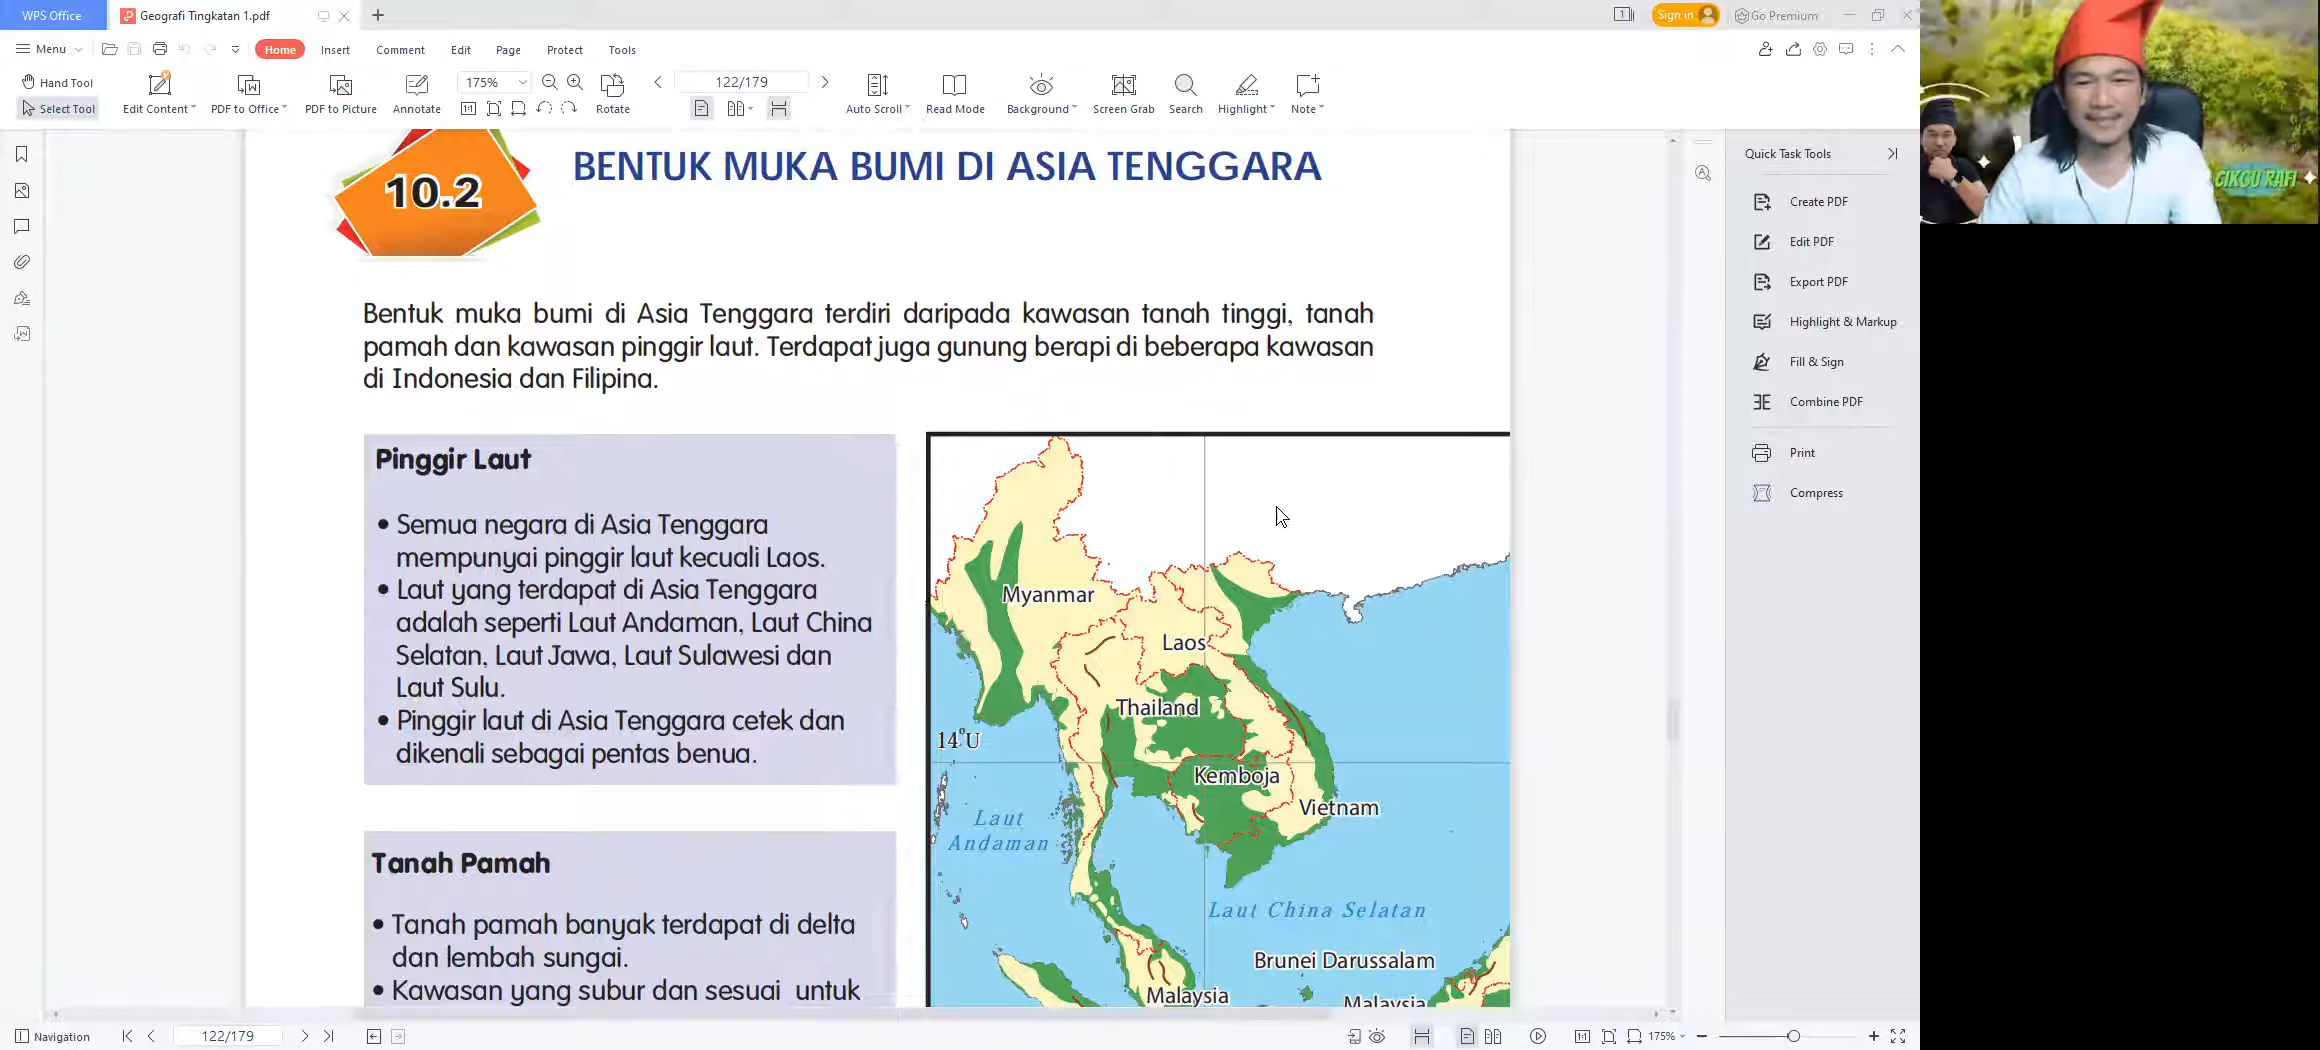 WPS Office
Geografi Tingkatan 1.pdf
1
Sign in
Go Premium
Menu
Home
Insert
Comment
Edit
Page
Protect
Tools
Hand Tool
Select Tool
Edit Content
PDF to Office
PDF to Picture
Annotate
175%
1:1
Rotate
122/179
Auto Scroll
Read Mode
Background
Screen Grab
Search
Highlight
Note
10.2
BENTUK MUKA BUMI DI ASIA TENGGARA
Bentuk muka bumi di Asia Tenggara terdiri daripada kawasan tanah tinggi, tanah
pamah dan kawasan pinggir laut. Terdapat juga gunung berapi di beberapa kawasan
di Indonesia dan Filipina.
Pinggir Laut
• Semua negara di Asia Tenggara
mempunyai pinggir laut kecuali Laos.
• Laut yang terdapat di Asia Tenggara
adalah seperti Laut Andaman, Laut China
Selatan, Laut Jawa, Laut Sulawesi dan
Laut Sulu.
• Pinggir laut di Asia Tenggara cetek dan
dikenali sebagai pentas benua.
Tanah Pamah
• Tanah pamah banyak terdapat di delta
dan lembah sungai.
• Kawasan yang subur dan sesuai untuk
Myanmar
Laos
Thailand
14°U
Kemboja
Vietnam
Laut
Andaman
Laut China Selatan
Brunei Darussalam
Malaysia
Malaysia
Quick Task Tools
Create PDF
Edit PDF
Export PDF
Highlight & Markup
Fill & Sign
Combine PDF
Print
Compress
CIKGU RAFI
Navigation
122/179
1:1
175%